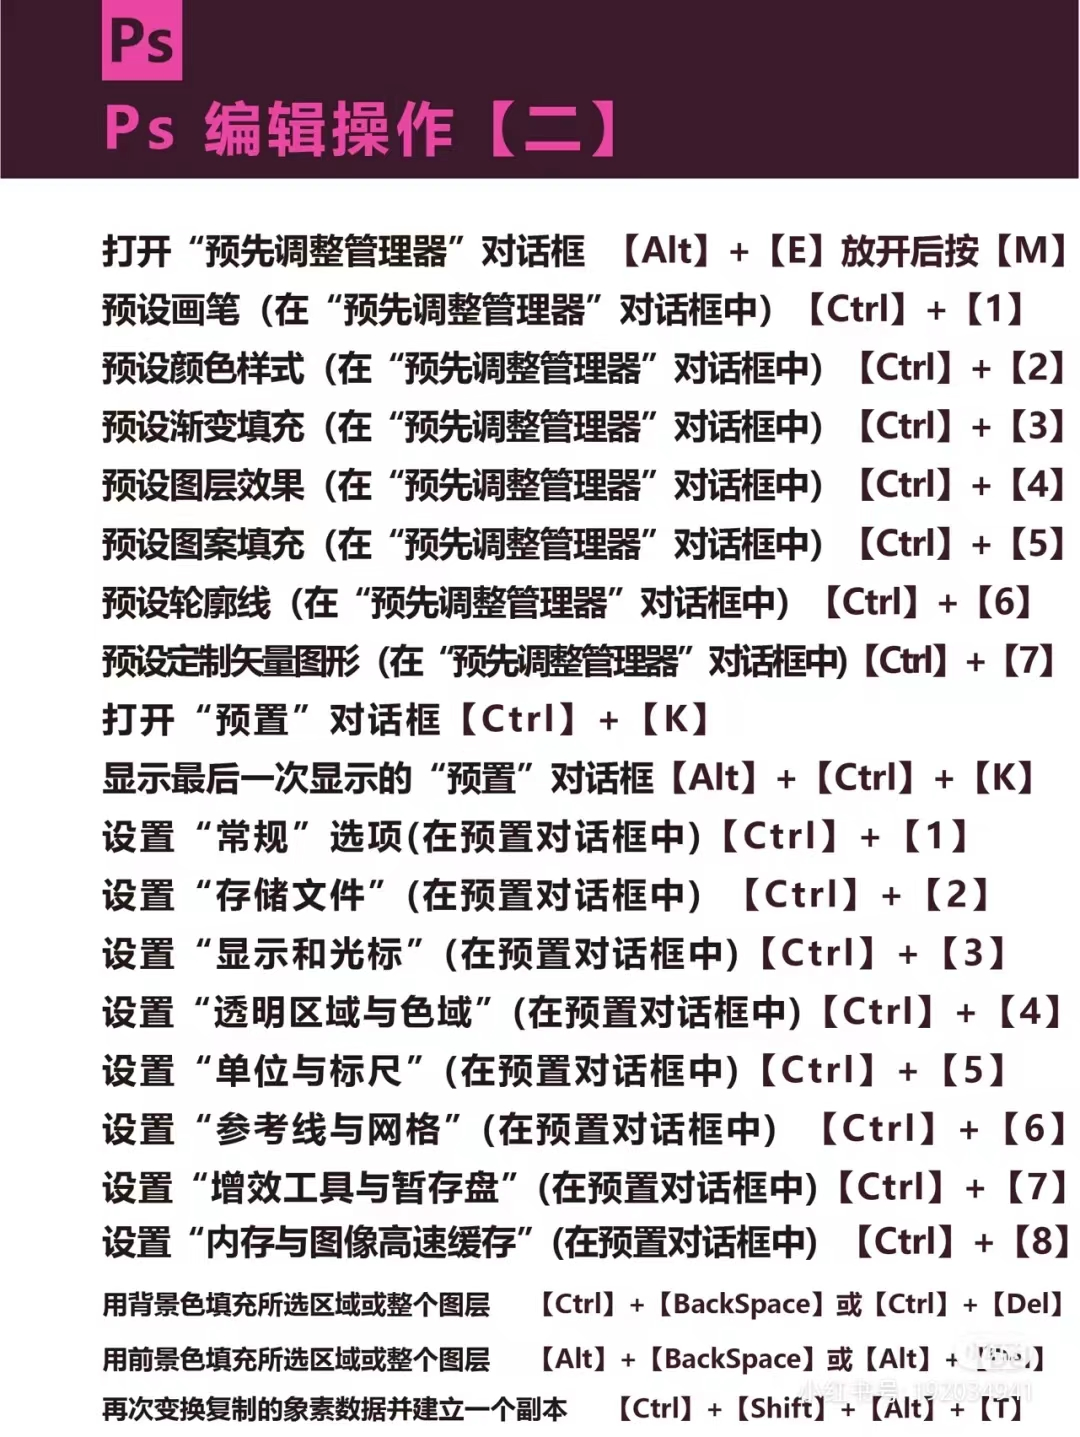 Ps
Ps 编辑操作【二】
打开“预先调整管理器”对话框 【Alt】+【E】放开后按【M】
预设画笔（在“预先调整管理器”对话框中）【Ctrl】+【1】
预设颜色样式（在“预先调整管理器”对话框中）【Ctrl】+【2】
预设渐变填充（在“预先调整管理器”对话框中）【Ctrl】+【3】
预设图层效果（在“预先调整管理器”对话框中）【Ctrl】+【4】
预设图案填充（在“预先调整管理器”对话框中）【Ctrl】+【5】
预设轮廓线（在“预先调整管理器”对话框中）【Ctrl】+【6】
预设定制矢量图形（在“预先调整管理器”对话框中)【Ctrl】+【7】
打开“预置”对话框【Ctrl】+【K】
显示最后一次显示的“预置”对话框【Alt】+【Ctrl】+【K】
设置“常规”选项(在预置对话框中)【Ctrl】+【1】
设置“存储文件”(在预置对话框中) 【Ctrl】+【2】
设置“显示和光标”(在预置对话框中)【Ctrl】+【3】
设置“透明区域与色域”(在预置对话框中)【Ctrl】+【4】
设置“单位与标尺”(在预置对话框中)【Ctrl】+【5】
设置“参考线与网格”(在预置对话框中) 【Ctrl】+【6】
设置“增效工具与暂存盘”(在预置对话框中)【Ctrl】+【7】
设置“内存与图像高速缓存”(在预置对话框中) 【Ctrl】+【8】
用背景色填充所选区域或整个图层 【Ctrl】+【BackSpace】或【Ctrl】+【Del】
用前景色填充所选区域或整个图层 【Alt】+【BackSpace】或【Alt】+【】
小红书号: 192034941
再次变换复制的象素数据并建立一个副本 【Ctrl】+【Shift】+【Alt】+【T】